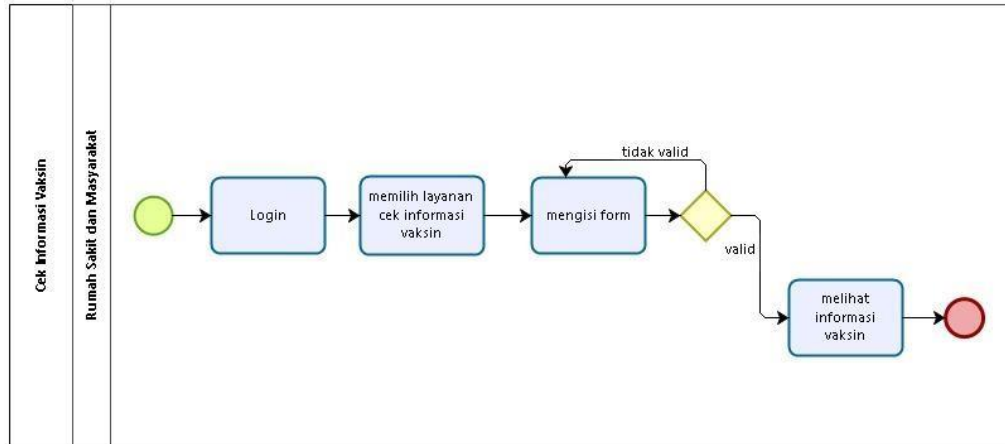 Cek Informasi Vaksin
Rumah Sakit dan Masyarakat
Login
memilih layanan
cek informasi
vaksin
mengisi form
tidak valid
valid
melihat
informasi
vaksin